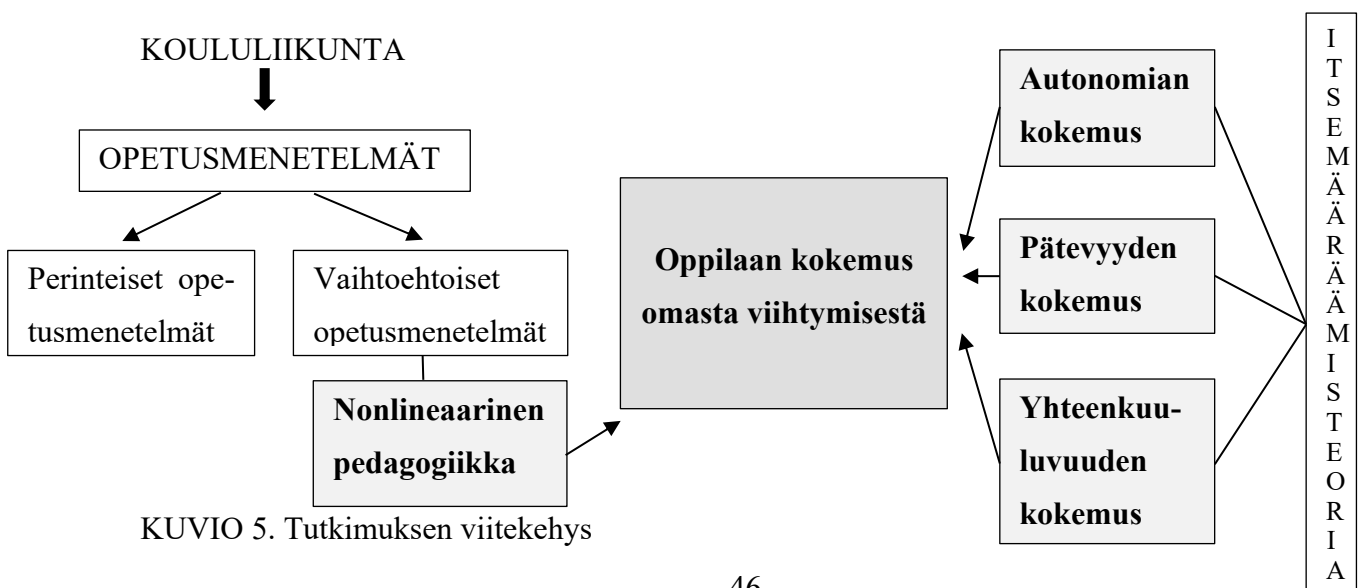 KOULULIIKUNTA
OPETUSMENETELMÄT
Perinteiset ope-
tusmenetelmät
Vaihtoehtoiset
opetusmenetelmät
Nonlineaarinen
pedagogiikka
Oppilaan kokemus
omasta viihtymisestä
Autonomian
kokemus
Pätevyyden
kokemus
Yhteenkuu-
luvuuden
kokemus
I
T
S
E
M
Ä
Ä
R
Ä
Ä
M
I
S
T
E
O
R
I
A
KUVIO 5. Tutkimuksen viitekehys
46